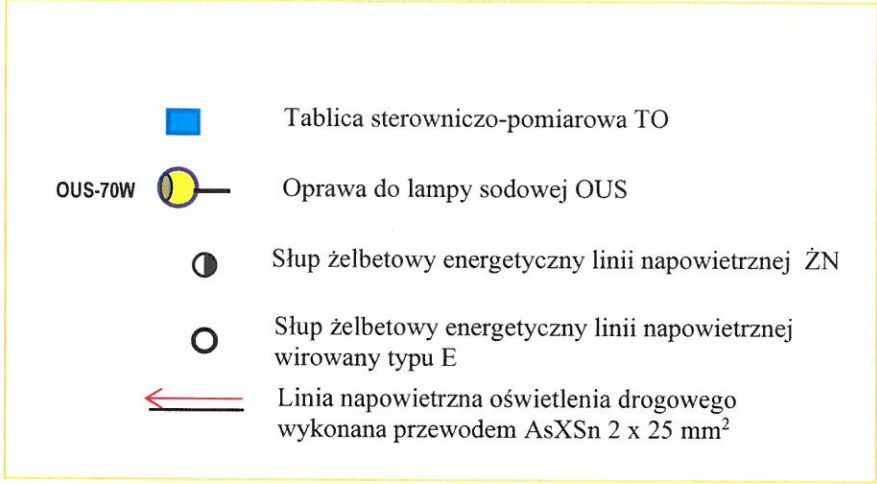 Tablica sterowniczo-pomiarowa TO
OUS-70W Oprawa do lampy sodowej OUS
Słup żelbetowy energetyczny linii napowietrznej ŻN
Słup żelbetowy energetyczny linii napowietrznej
wirowany typu E
Linia napowietrzna oświetlenia drogowego
wykonana przewodem AsXSn 2 x 25 mm²